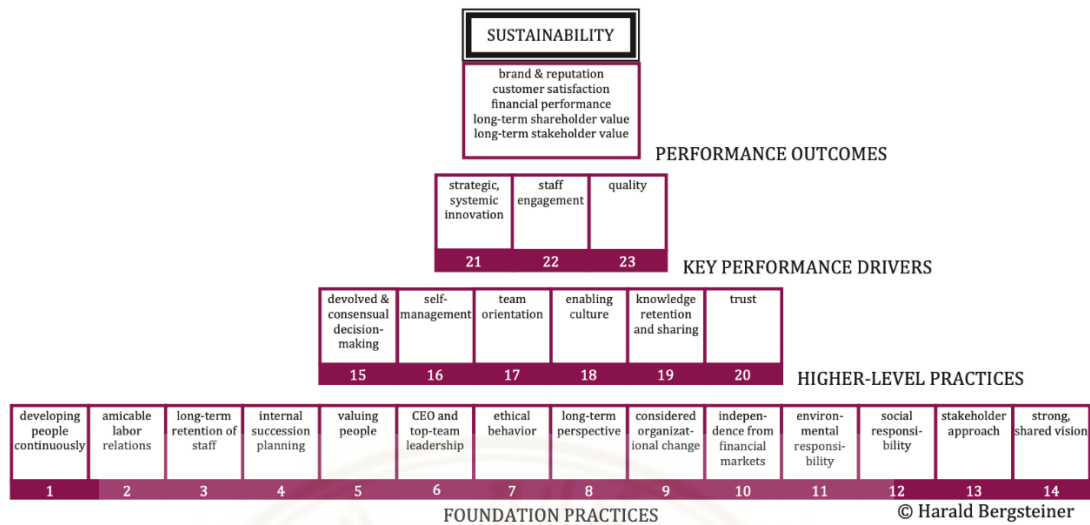 SUSTAINABILITY
brand & reputation
customer satisfaction
financial performance
long-term shareholder value
long-term stakeholder value
PERFORMANCE OUTCOMES
strategic,
systemic
innovation
21
staff
engagement
22
quality
23
KEY PERFORMANCE DRIVERS
devolved &
consensual
decision-
making
15
self-
management
16
team
orientation
17
enabling
culture
18
knowledge
retention
and sharing
19
trust
20
HIGHER-LEVEL PRACTICES
developing
people
continuously
1
amicable
labor
relations
2
long-term
retention of
staff
3
internal
succession
planning
4
valuing
people
5
CEO and
top-team
leadership
6
ethical
behavior
7
long-term
perspective
8
considered
organizat-
ional change
9
indepen-
dence from
financial
markets
10
environ-
mental
responsi-
bility
11
social
responsi-
bility
12
stakeholder
approach
13
strong,
shared vision
14
FOUNDATION PRACTICES
© Harald Bergsteiner